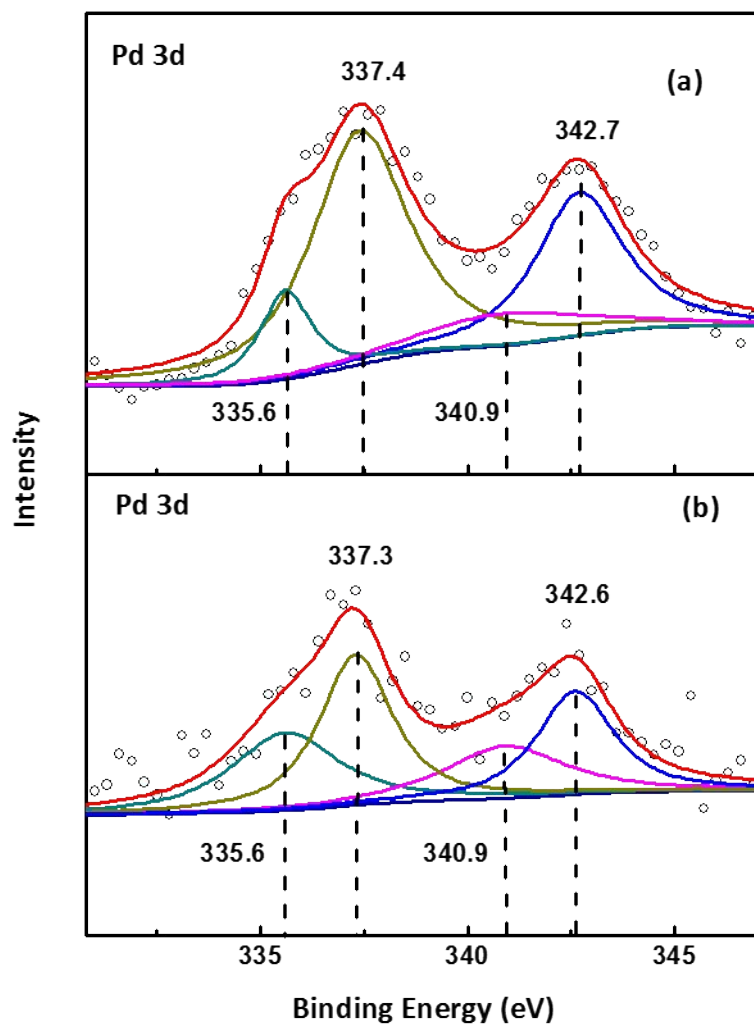 Pd 3d
337.4
(a)
342.7
335.6
340.9
Pd 3d
(b)
337.3
342.6
335.6
340.9
335
340
345
Intensity
Binding Energy (eV)